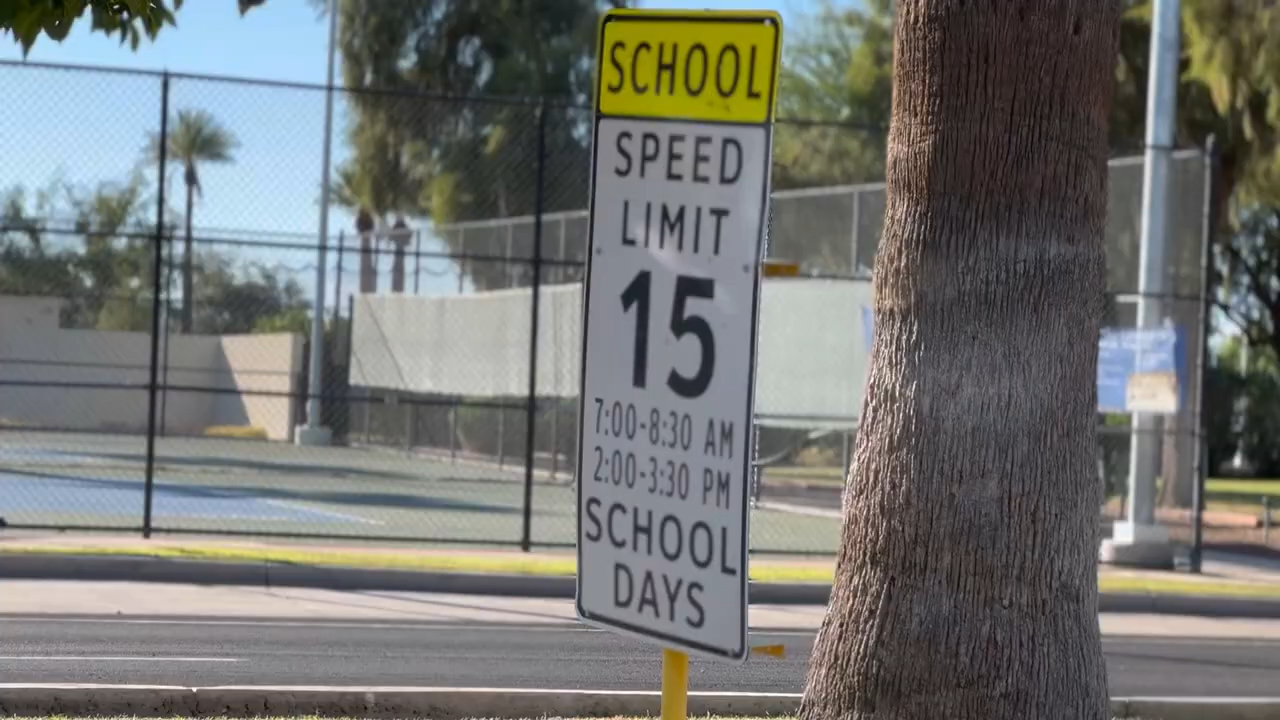 SCHOOL
SPEED
LIMIT
15
7:00-8:30 AM
2:00-3:30 PM
SCHOOL
DAYS